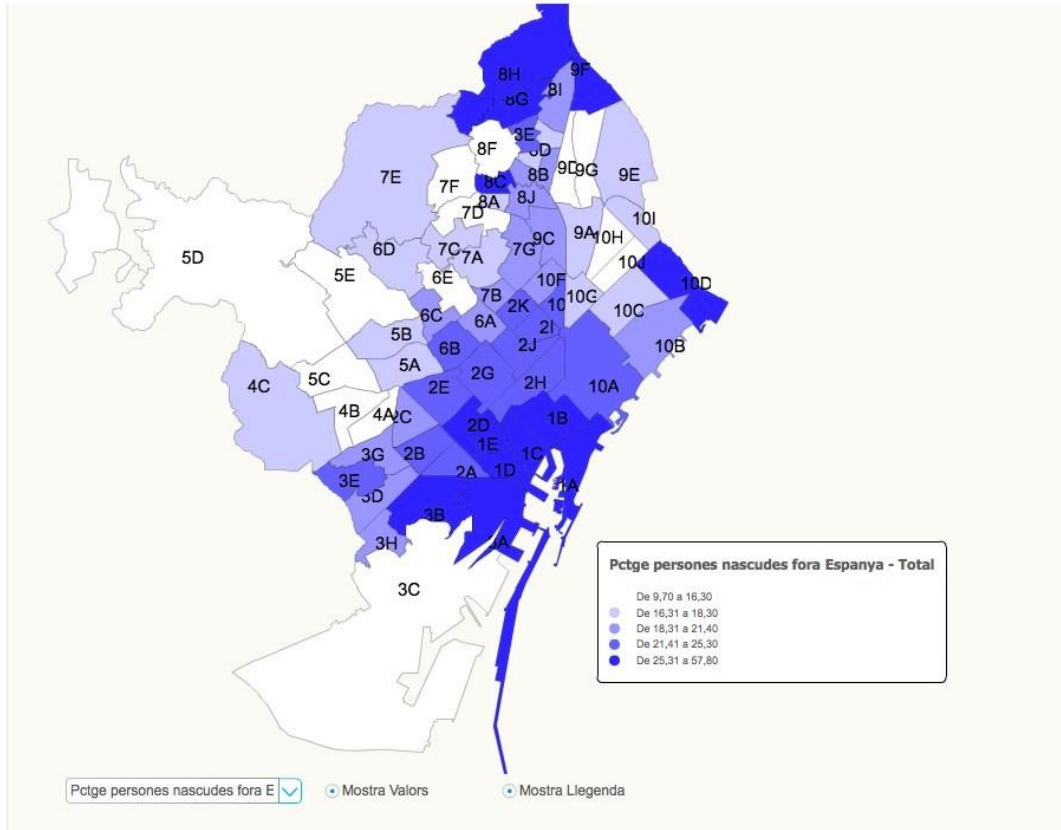 8H
9F
8I
8G
3E
8D
8F
9D
9G
9E
7E
7F
8C
8B
8A
8J
7D
10I
9A
10H
9C
7G
7C
7A
6D
5D
5E
6E
10J
10D
10F
7B
10G
2K
10
10C
6C
6A
2I
5B
6B
2J
10B
5A
2G
5C
2E
2H
10A
4C
4B
4A
2C
1B
2D
1E
3G
2B
1C
2A
1D
3E
3D
1A
3B
3H
3A
3C
Pctge persones nascudes fora Espanya - Total
De 9,70 a 16,30
De 16,31 a 18,30
De 18,31 a 21,40
De 21,41 a 25,30
De 25,31 a 57,80
Pctge persones nascudes fora E
Mostra Valors
Mostra Llegenda